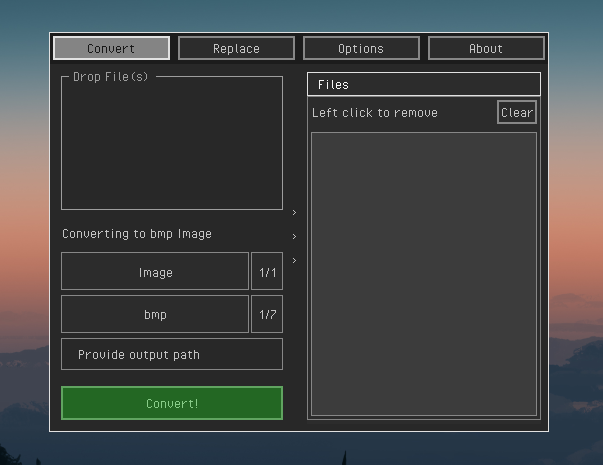 Convert
Replace
Options
About
Drop File(s)
Converting to bmp Image
Image
1/1
bmp
1/7
Provide output path
Convert!
>
>
>
Files
Left click to remove
Clear